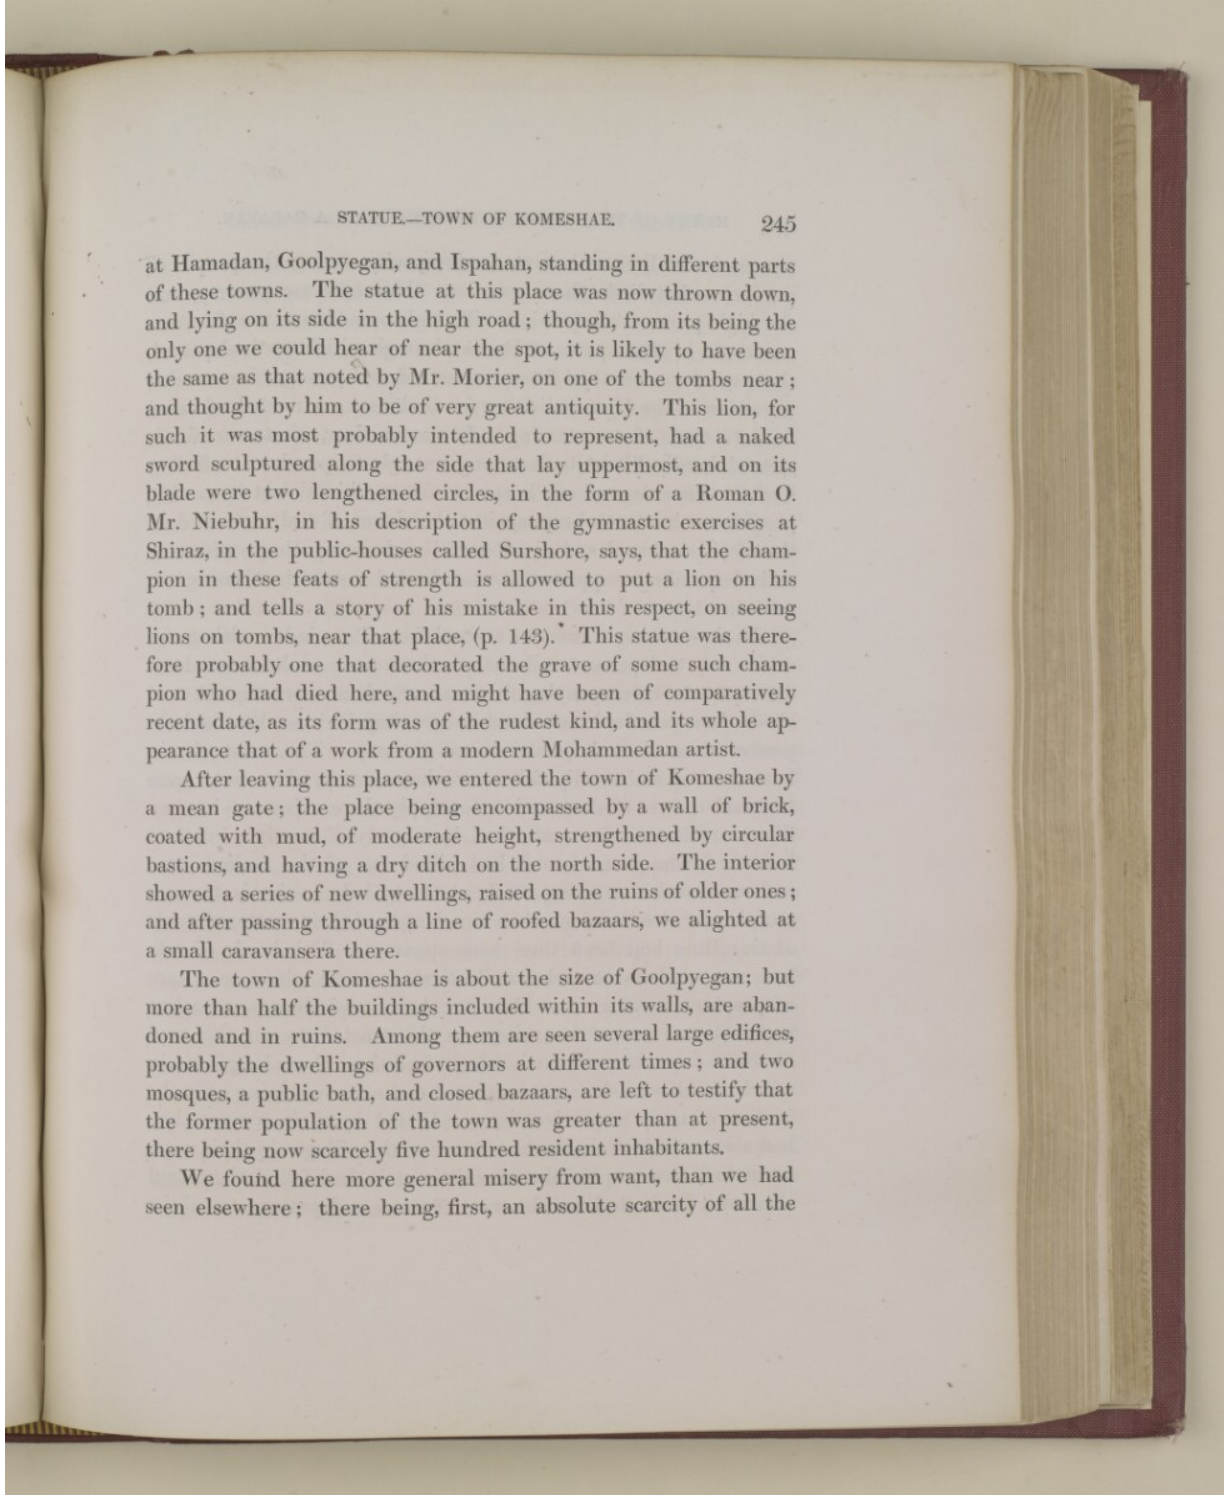 STATUE.—TOWN OF KOMESHAE. 245
at Hamadan, Goolpyegan, and Ispahan, standing in different parts
of these towns. The statue at this place was now thrown down,
and lying on its side in the high road; though, from its being the
only one we could hear of near the spot, it is likely to have been
the same as that noted by Mr. Morier, on one of the tombs near;
and thought by him to be of very great antiquity. This lion, for
such it was most probably intended to represent, had a naked
sword sculptured along the side that lay uppermost, and on its
blade were two lengthened circles, in the form of a Roman O.
Mr. Niebuhr, in his description of the gymnastic exercises at
Shiraz, in the public-houses called Surshore, says, that the cham-
pion in these feats of strength is allowed to put a lion on his
tomb; and tells a story of his mistake in this respect, on seeing
lions on tombs, near that place, (p. 143). This statue was there-
fore probably one that decorated the grave of some such cham-
pion who had died here, and might have been of comparatively
recent date, as its form was of the rudest kind, and its whole ap-
pearance that of a work from a modern Mohammedan artist.
After leaving this place, we entered the town of Komeshae by
a mean gate; the place being encompassed by a wall of brick,
coated with mud, of moderate height, strengthened by circular
bastions, and having a dry ditch on the north side. The interior
showed a series of new dwellings, raised on the ruins of older ones;
and after passing through a line of roofed bazaars, we alighted at
a small caravansera there.
The town of Komeshae is about the size of Goolpyegan; but
more than half the buildings included within its walls, are aban-
doned and in ruins. Among them are seen several large edifices,
probably the dwellings of governors at different times; and two
mosques, a public bath, and closed bazaars, are left to testify that
the former population of the town was greater than at present,
there being now scarcely five hundred resident inhabitants.
We found here more general misery from want, than we had
seen elsewhere; there being, first, an absolute scarcity of all the